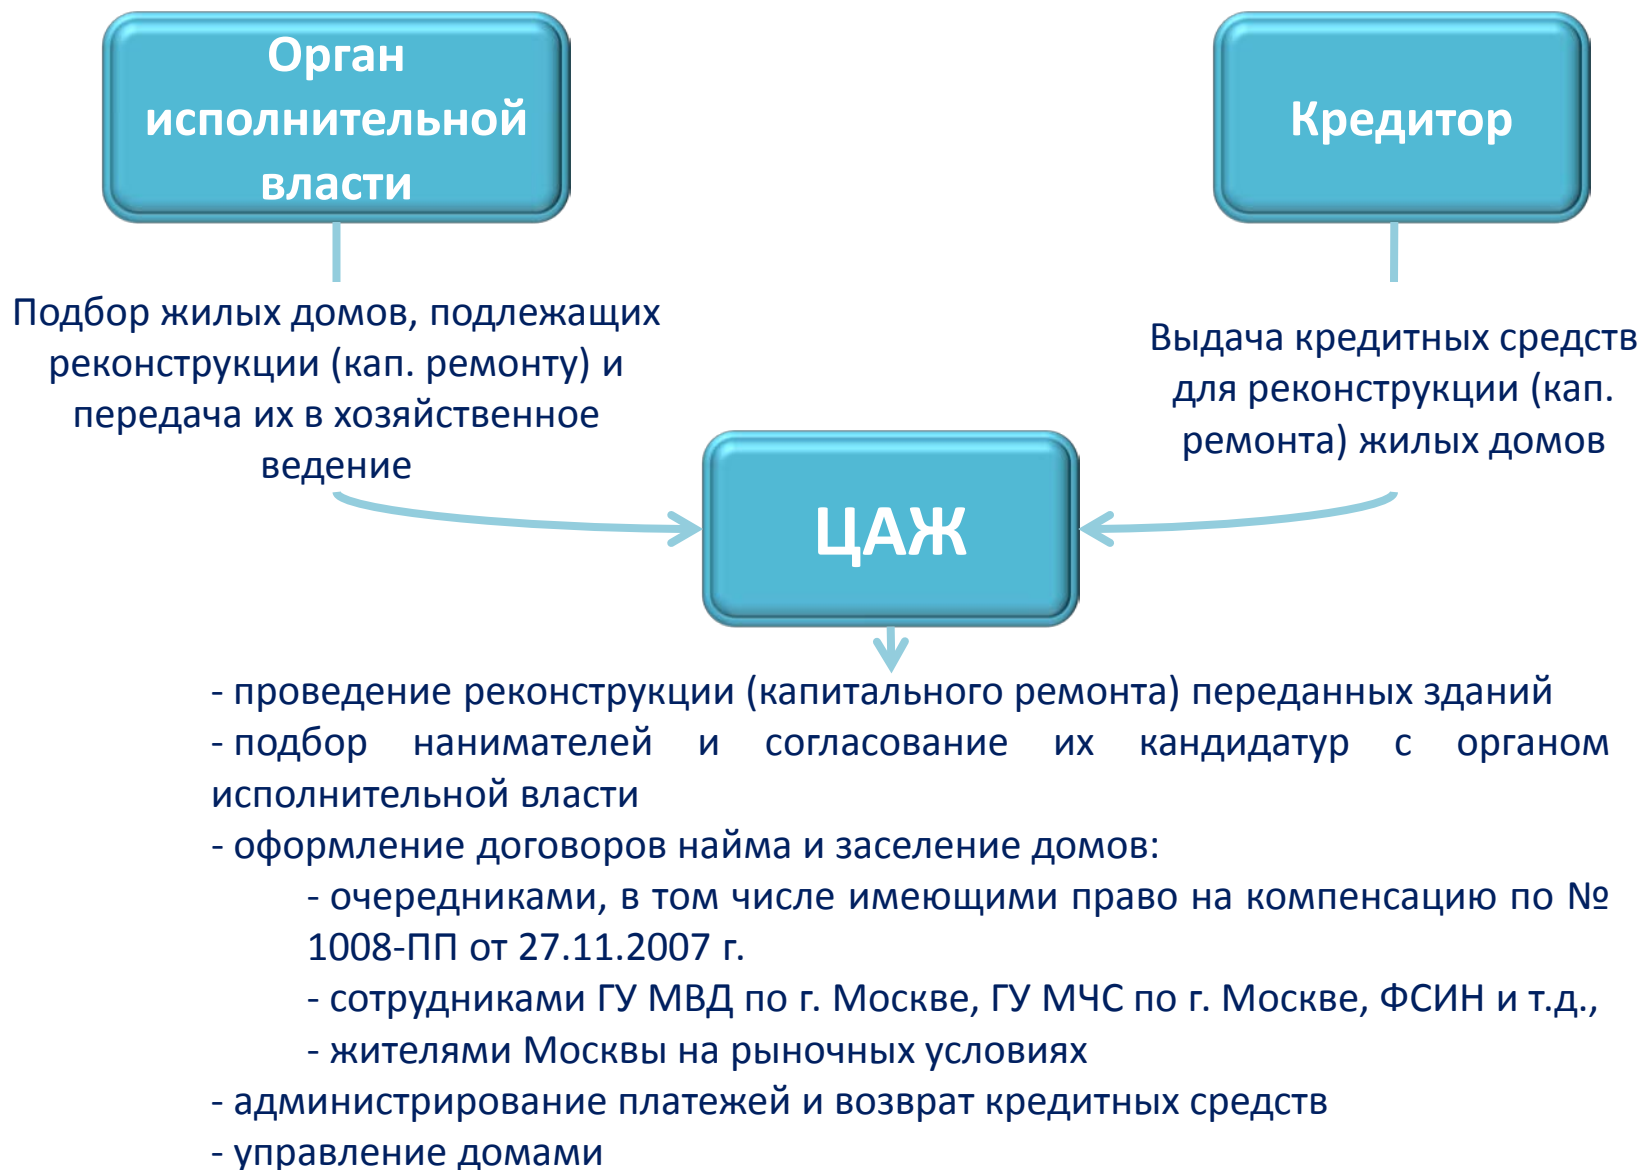 Орган
исполнительной
власти
Кредитор
Подбор жилых домов, подлежащих
реконструкции (кап. ремонту) и
передача их в хозяйственное
ведение
Выдача кредитных средств
для реконструкции (кап.
ремонта) жилых домов
ЦАЖ
- проведение реконструкции (капитального ремонта) переданных зданий
- подбор нанимателей и согласование их кандидатур с органом
исполнительной власти
- оформление договоров найма и заселение домов:
- очередниками, в том числе имеющими право на компенсацию по №
1008-ПП от 27.11.2007 г.
- сотрудниками ГУ МВД по г. Москве, ГУ МЧС по г. Москве, ФСИН и т.д.,
- жителями Москвы на рыночных условиях
- администрирование платежей и возврат кредитных средств
- управление домами